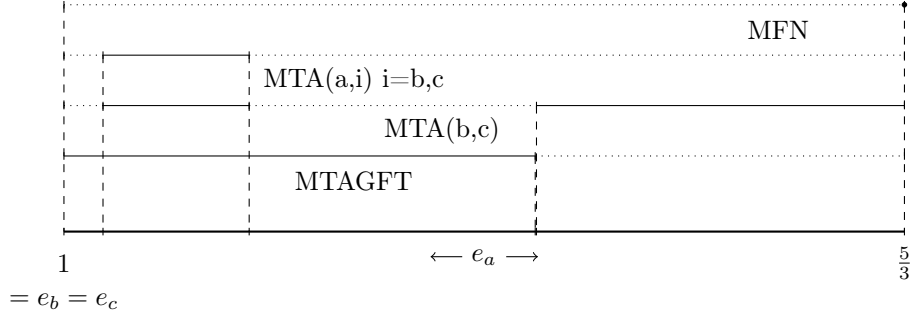 MFN
MTA(a,i) i=b,c
MTA(b,c)
MTAGFT
← e_a →
1
5/3
= e_b = e_c